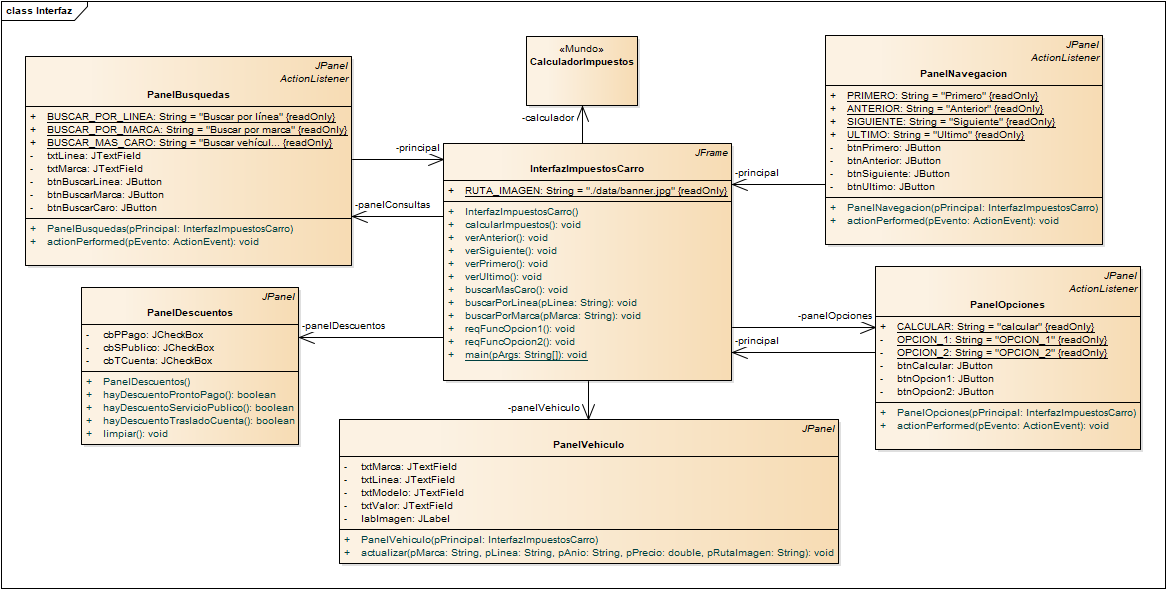 class Interfaz
JPanel
ActionListener
PanelBusquedas
+ BUSCAR_POR_LINEA: String = "Buscar por línea" {readOnly}
+ BUSCAR_POR_MARCA: String = "Buscar por marca" {readOnly}
+ BUSCAR_MAS_CARO: String = "Buscar vehícul... {readOnly}
- txtLinea: JTextField
- txtMarca: JTextField
- btnBuscarLinea: JButton
- btnBuscarMarca: JButton
- btnBuscarCaro: JButton
+ PanelBusquedas(pPrincipal: InterfazImpuestosCarro)
+ actionPerformed(pEvento: ActionEvent): void
«Mundo»
CalculadorImpuestos
-calculador
JPanel
ActionListener
PanelNavegacion
+ PRIMERO: String = "Primero" {readOnly}
+ ANTERIOR: String = "Anterior" {readOnly}
+ SIGUIENTE: String = "Siguiente" {readOnly}
+ ULTIMO: String = "Ultimo" {readOnly}
- btnPrimero: JButton
- btnAnterior: JButton
- btnSiguiente: JButton
- btnUltimo: JButton
+ PanelNavegacion(pPrincipal: InterfazImpuestosCarro)
+ actionPerformed(pEvento: ActionEvent): void
-principal
-panelConsultas
-principal
JFrame
InterfazImpuestosCarro
+ RUTA_IMAGEN: String = "./data/banner.jpg" {readOnly}
+ InterfazImpuestosCarro()
+ calcularImpuestos(): void
+ verAnterior(): void
+ verSiguiente(): void
+ verPrimero(): void
+ verUltimo(): void
+ buscarMasCaro(): void
+ buscarPorLinea(pLinea: String): void
+ buscarPorMarca(pMarca: String): void
+ reqFuncOpcion1(): void
+ reqFuncOpcion2(): void
+ main(pArgs: String[]): void
JPanel
PanelDescuentos
- cbPPago: JCheckBox
- cbSPublico: JCheckBox
- cbTCuenta: JCheckBox
+ PanelDescuentos()
+ hayDescuentoProntoPago(): boolean
+ hayDescuentoServicioPublico(): boolean
+ hayDescuentoTrasladoCuenta(): boolean
+ limpiar(): void
-panelDescuentos
-panelOpciones
-principal
JPanel
ActionListener
PanelOpciones
+ CALCULAR: String = "calcular" {readOnly}
- OPCION_1: String = "OPCION_1" {readOnly}
- OPCION_2: String = "OPCION_2" {readOnly}
- btnCalcular: JButton
- btnOpcion1: JButton
- btnOpcion2: JButton
+ PanelOpciones(pPrincipal: InterfazImpuestosCarro)
+ actionPerformed(pEvento: ActionEvent): void
-panelVehiculo
JPanel
PanelVehiculo
- txtMarca: JTextField
- txtLinea: JTextField
- txtModelo: JTextField
- txtValor: JTextField
- labImagen: JLabel
+ PanelVehiculo(pPrincipal: InterfazImpuestosCarro)
+ actualizar(pMarca: String, pLinea: String, pAnio: String, pPrecio: double, pRutaImagen: String): void